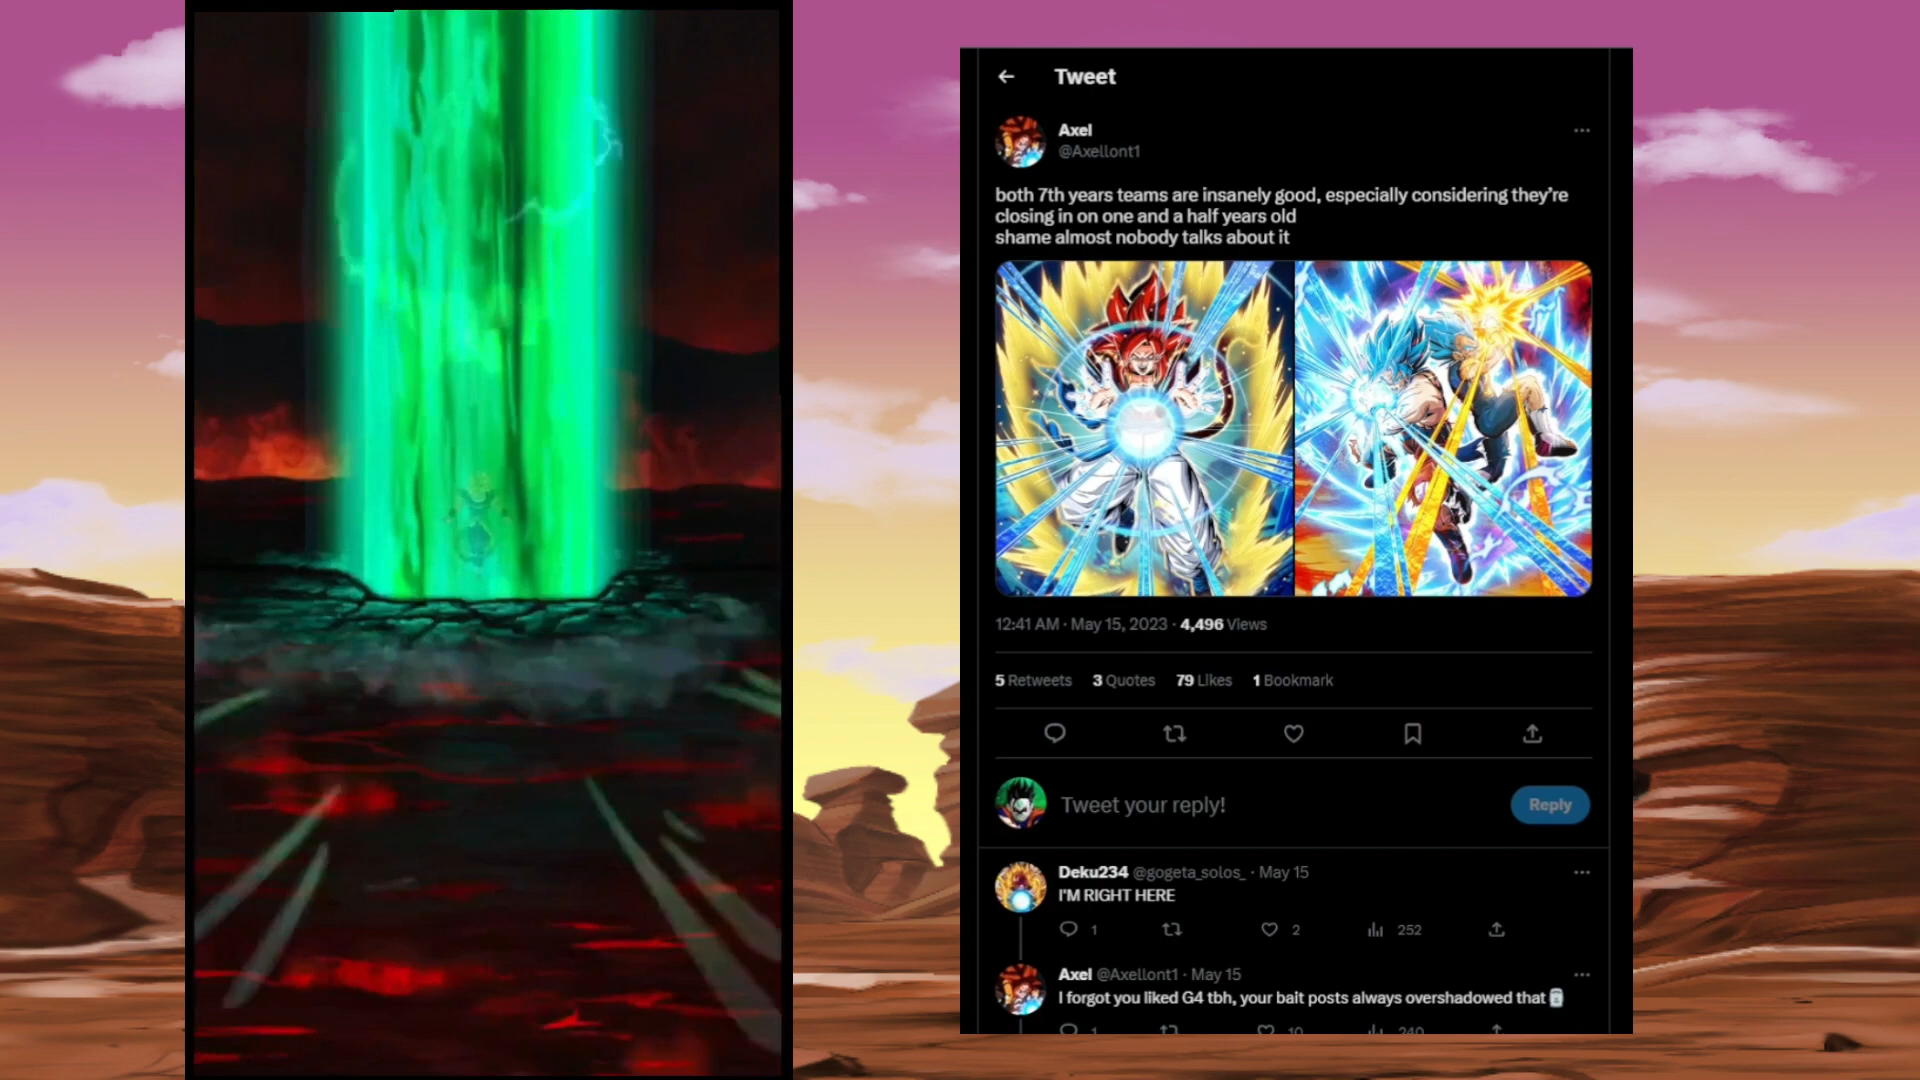 Tweet
Axel
@Axellont1
both 7th years teams are insanely good, especially considering they’re
closing in on one and a half years old
shame almost nobody talks about it
12:41 AM · May 15, 2023 · 4,496 Views
5 Retweets 3 Quotes 79 Likes 1 Bookmark
Tweet your reply!
Reply
Deku234 @gogeta_solos_ · May 15
I'M RIGHT HERE
1 2 252
Axel @Axellont1 · May 15
I forgot you liked G4 tbh, your bait posts always overshadowed that
1 10 240